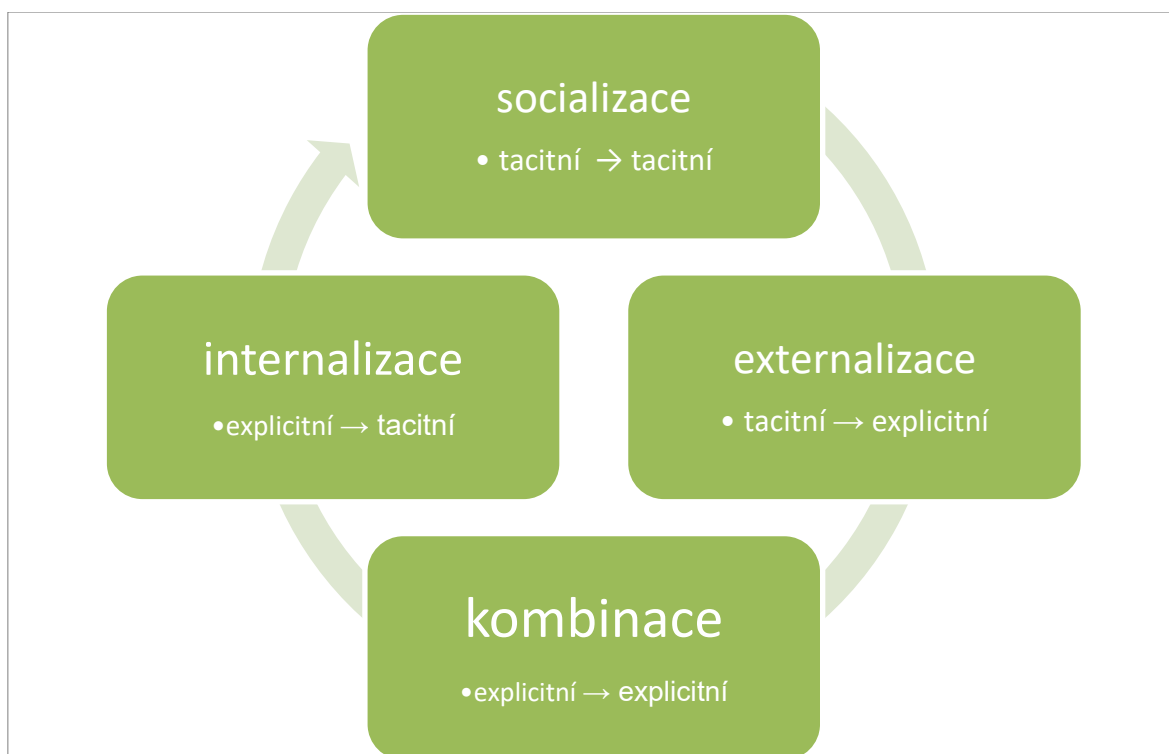 socializace
• tacitní → tacitní
externalizace
• tacitní → explicitní
kombinace
•explicitní → explicitní
internalizace
•explicitní → tacitní